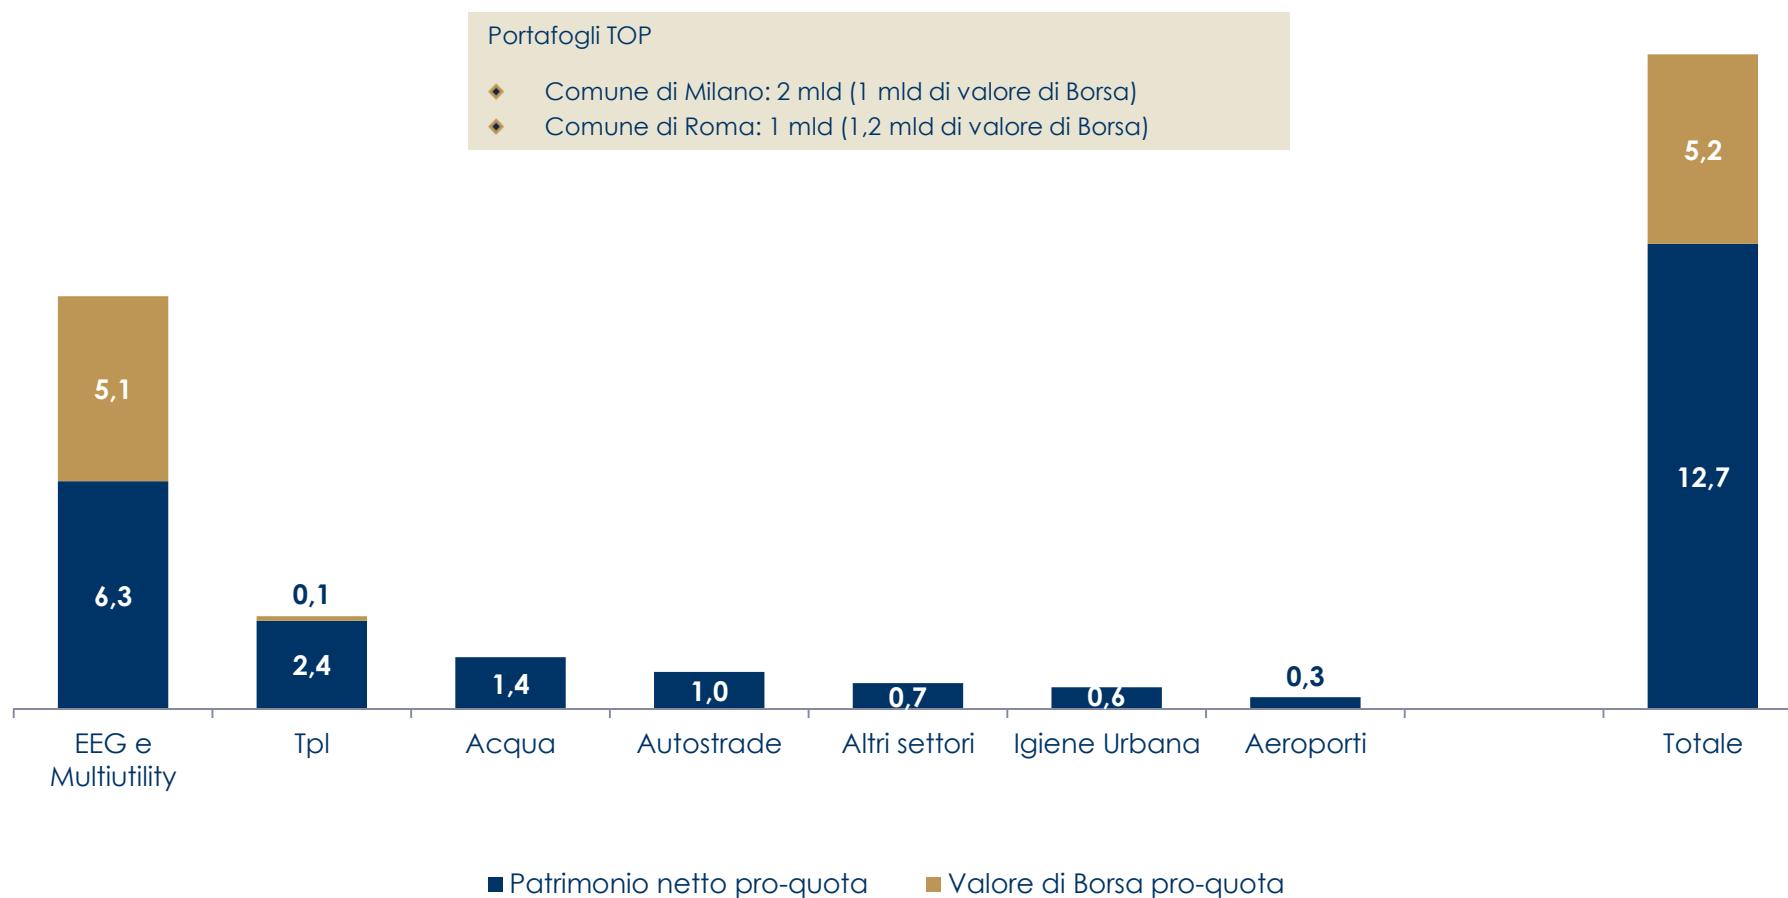 Portafogli TOP
Comune di Milano: 2 mld (1 mld di valore di Borsa)
Comune di Roma: 1 mld (1,2 mld di valore di Borsa)
5,2
5,1
12,7
6,3
0,1
2,4
1,4
1,0
0,7
0,6
0,3
EEG e
Multiutility
Tpl
Acqua
Autostrade
Altri settori
Igiene Urbana
Aeroporti
Totale
Patrimonio netto pro-quota
Valore di Borsa pro-quota